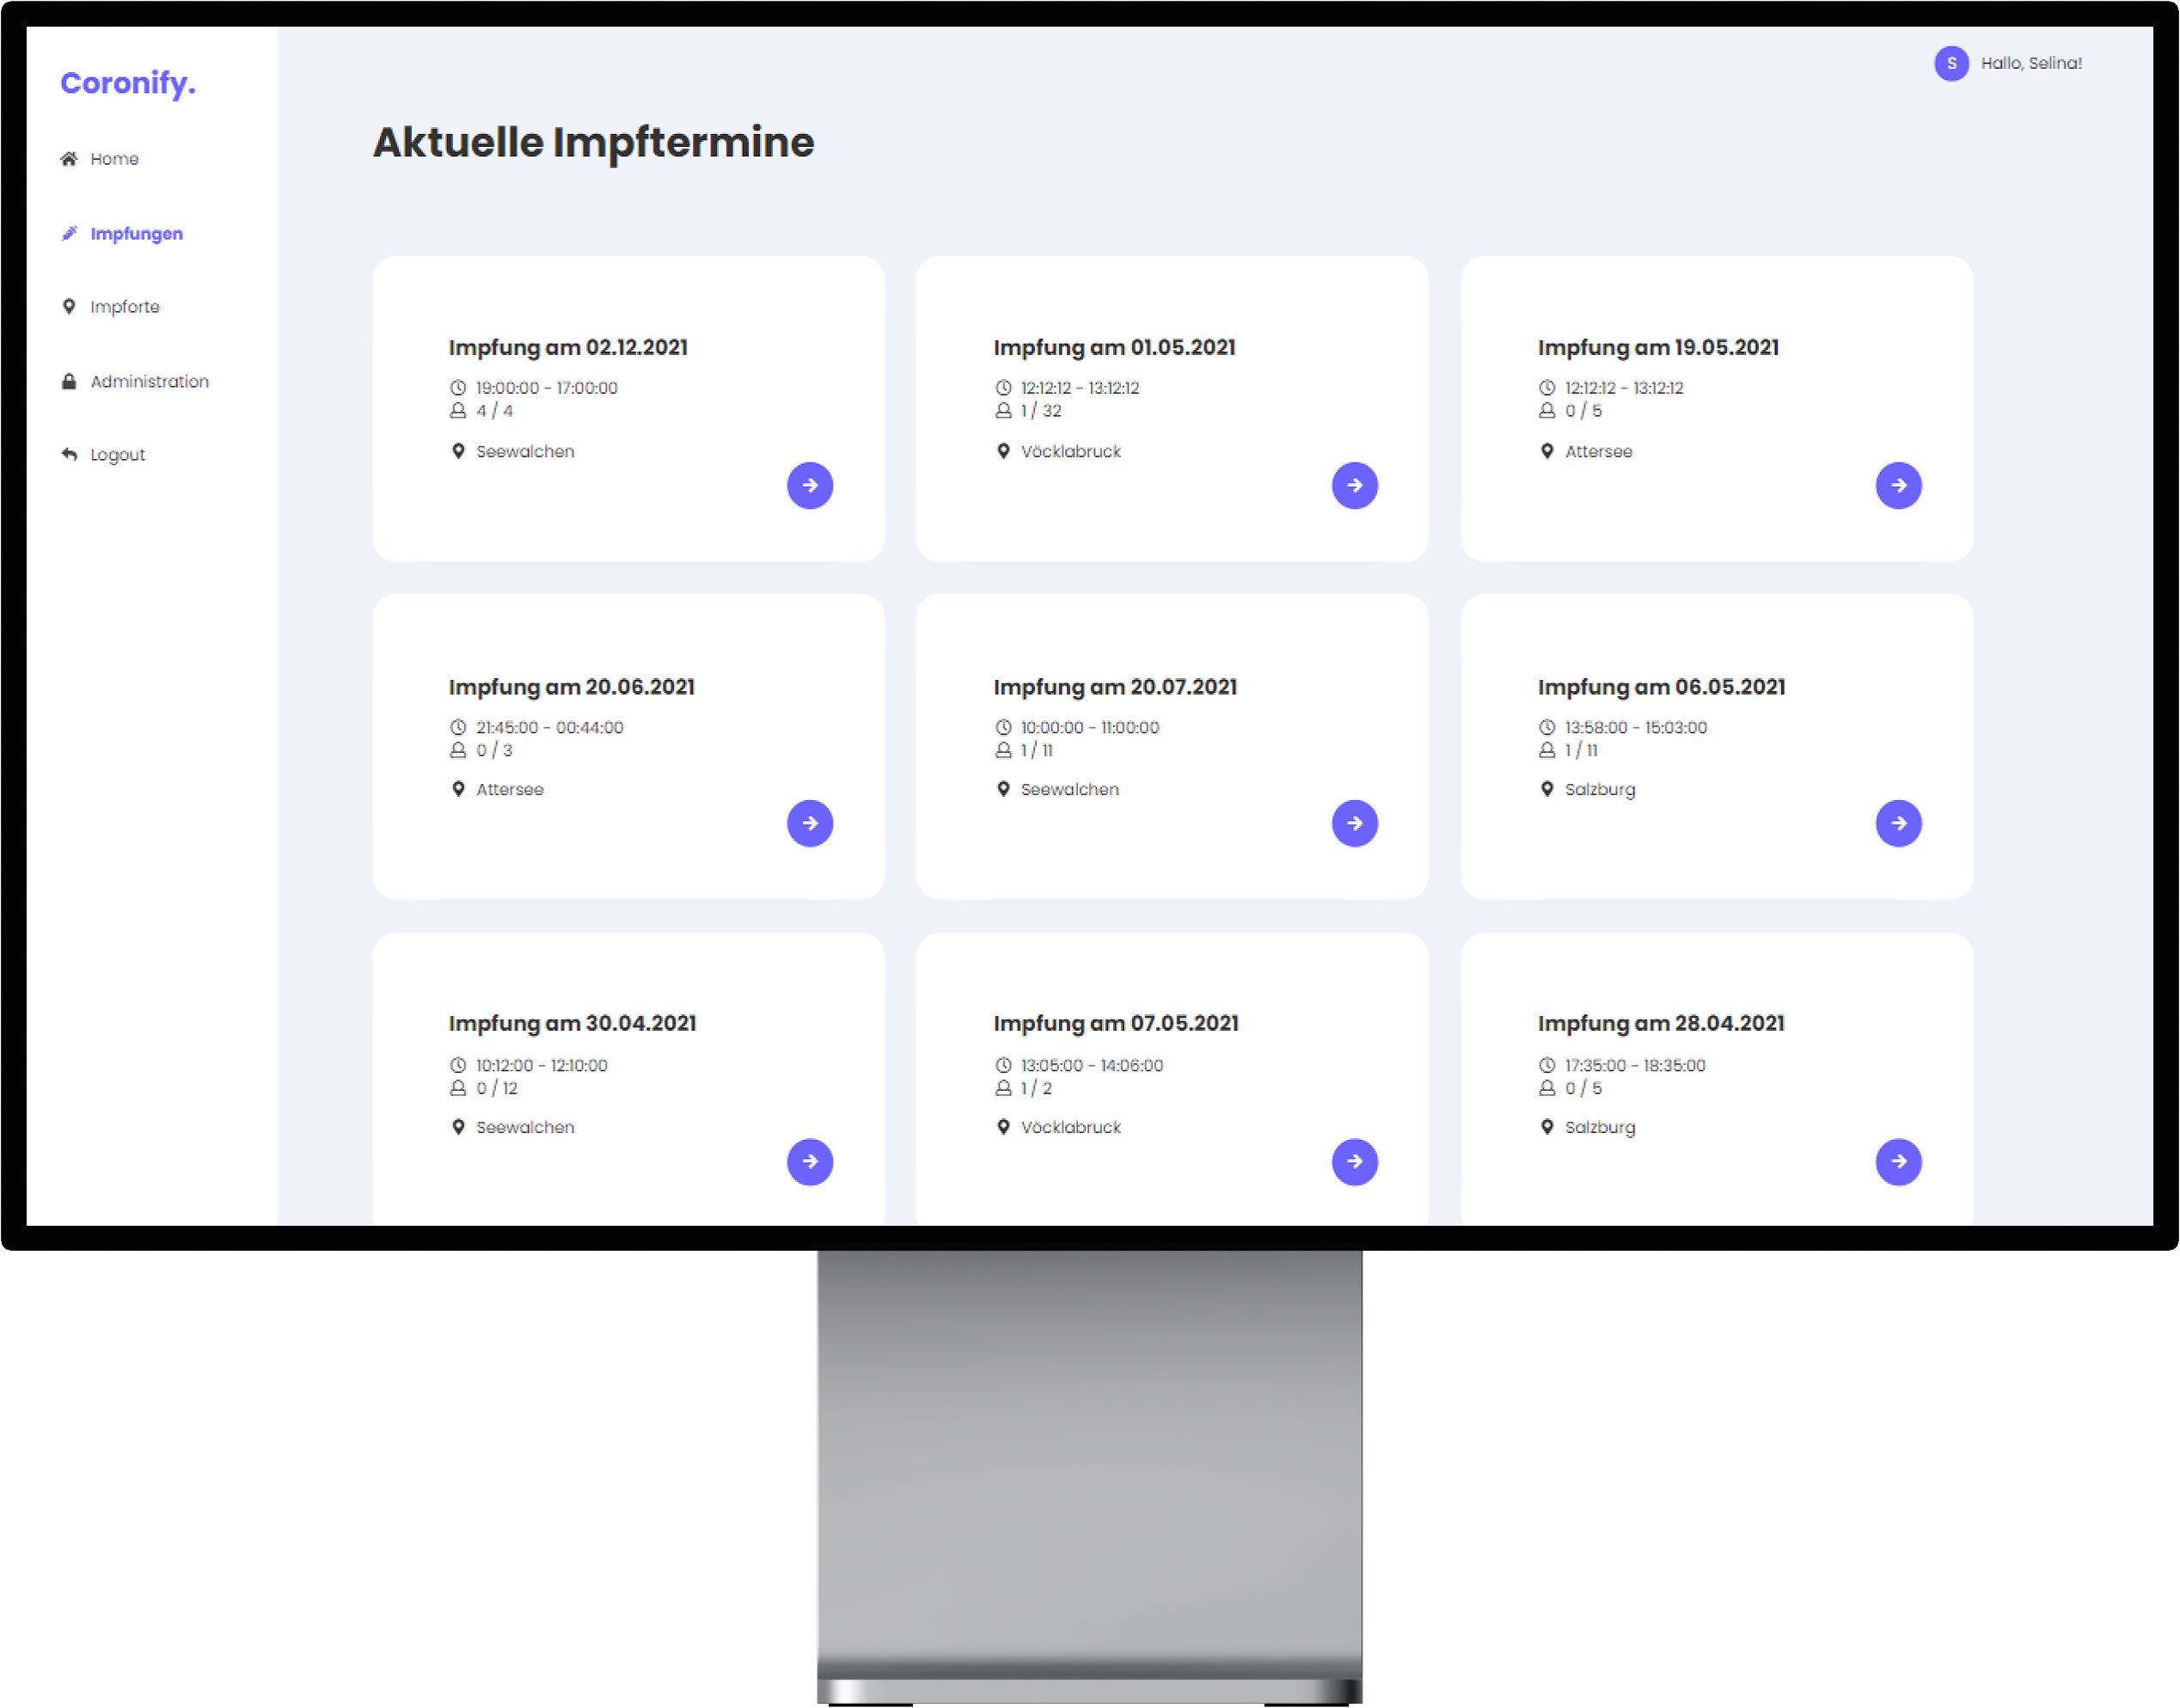 Coronify.
Home
Impfungen
Impforte
Administration
Logout
S Hallo, Selina!
Aktuelle Impftermine
Impfung am 02.12.2021
19:00:00 - 17:00:00
4 / 4
Seewalchen
Impfung am 01.05.2021
12:12:12 - 13:12:12
1 / 32
Vöcklabruck
Impfung am 19.05.2021
12:12:12 - 13:12:12
0 / 5
Attersee
Impfung am 20.06.2021
21:45:00 - 00:44:00
0 / 3
Attersee
Impfung am 20.07.2021
10:00:00 - 11:00:00
1 / 11
Seewalchen
Impfung am 06.05.2021
13:58:00 - 15:03:00
1 / 11
Salzburg
Impfung am 30.04.2021
10:12:00 - 12:10:00
0 / 12
Seewalchen
Impfung am 07.05.2021
13:05:00 - 14:06:00
1 / 2
Vöcklabruck
Impfung am 28.04.2021
17:35:00 - 18:35:00
0 / 5
Salzburg